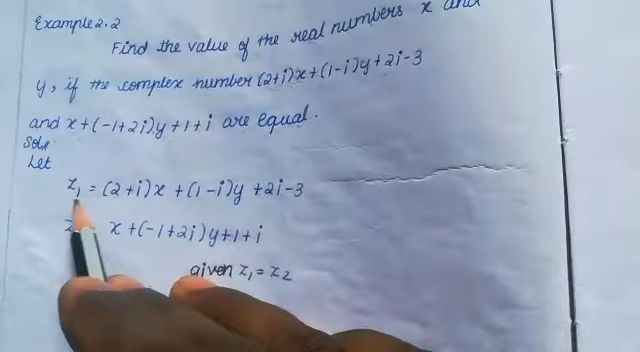 Example 2.2
Find the value of the real numbers x and
y, if the complex number (2+i)x+(1-i)y+2i-3
and x+(-1+2i)y+1+i are equal.
Soln
Let
z₁ = (2+i)x +(1-i)y +2i-3
x+(-1+2i)y+1+i
given z₁ = z₂